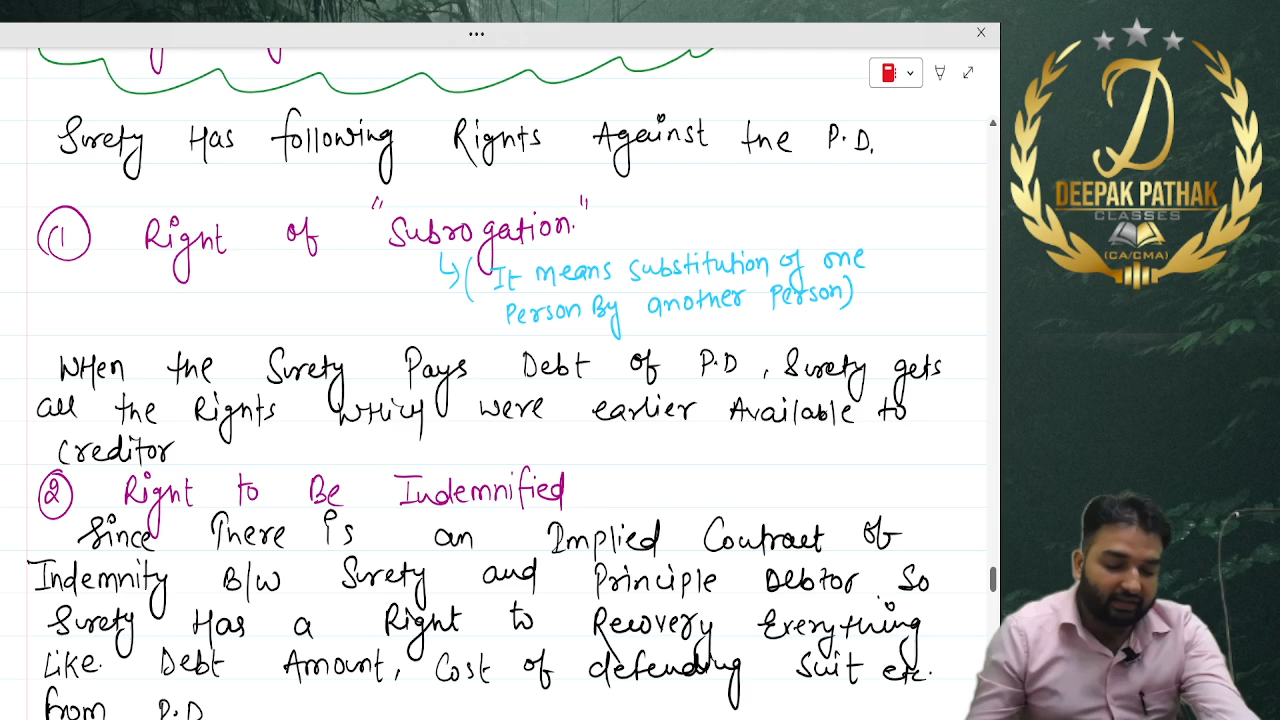 Surety Has following Rights Against the P.D.
① Right of "Subrogation."
(It means substitution of one
Person By another Person)
When the Surety Pays Debt of P.D, Surety gets
all the Rights which were earlier Available to
Creditor
② Right to Be Indemnified
Since There is an Implied Contract of
Indemnity B/W Surety and Principle Debtor. So
Surety Has a Right to Recovery Everything
Like Debt Amount, Cost of defending Suit etc.
from P.D
D
DEEPAK PATHAK
CLASSES
(CA/CMA)